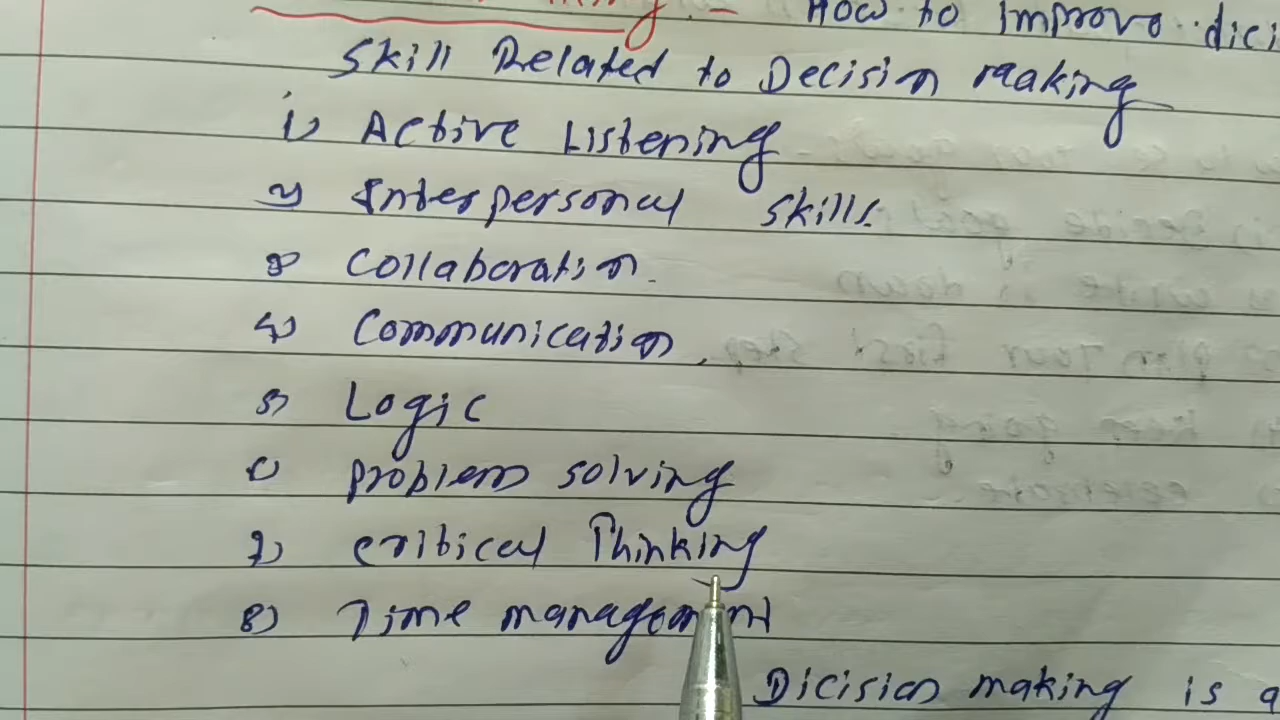 How to Improve dici
Skill Related to Decision Making
1) Active Listening
2) Interpersonal Skills.
3) Collaboration.
4) Communication.
5) Logic
6) Problem solving
7) Critical Thinking
8) Time management
Dicision making is a